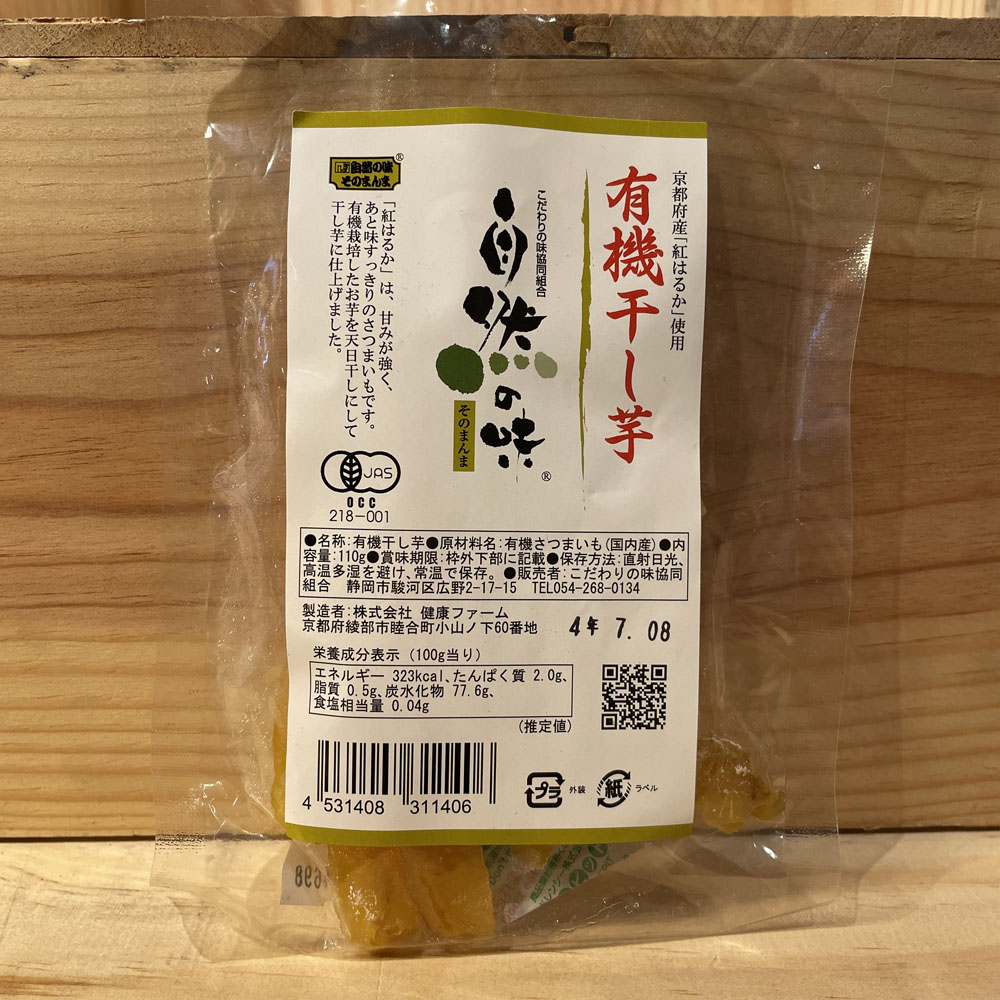 京都府産「紅はるか」使用
有機干し芋
こだわりの味協同組合
自然の味
そのまんま
®
自然の味
そのまんま
®
「紅はるか」は、甘みが強く、
あと味すっきりのさつまいもです。
有機栽培したお芋を天日干しにして
干し芋に仕上げました。
JAS
OCC
218-001
●名称:有機干し芋●原材料名:有機さつまいも(国内産)●内
容量:110g●賞味期限:枠外下部に記載●保存方法:直射日光、
高温多湿を避け、常温で保存。●販売者:こだわりの味協同
組合 静岡市駿河区広野2-17-15 TEL054-268-0134
製造者:株式会社 健康ファーム
京都府綾部市睦合町小山ノ下60番地
4年 7.08
栄養成分表示(100g当り)
エネルギー 323kcal、たんぱく質 2.0g、
脂質 0.5g、炭水化物 77.6g、
食塩相当量 0.04g
(推定値)
4 531408 311406
プラ 外装
紙 ラベル